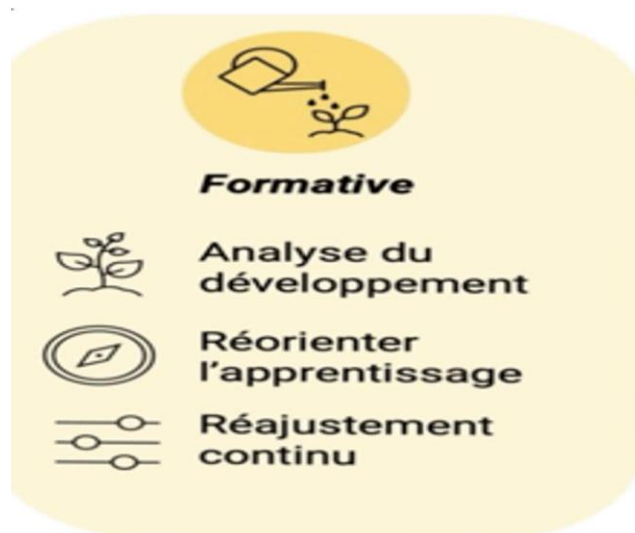 Formative
Analyse du
développement
Réorienter
l'apprentissage
Réajustement
continu